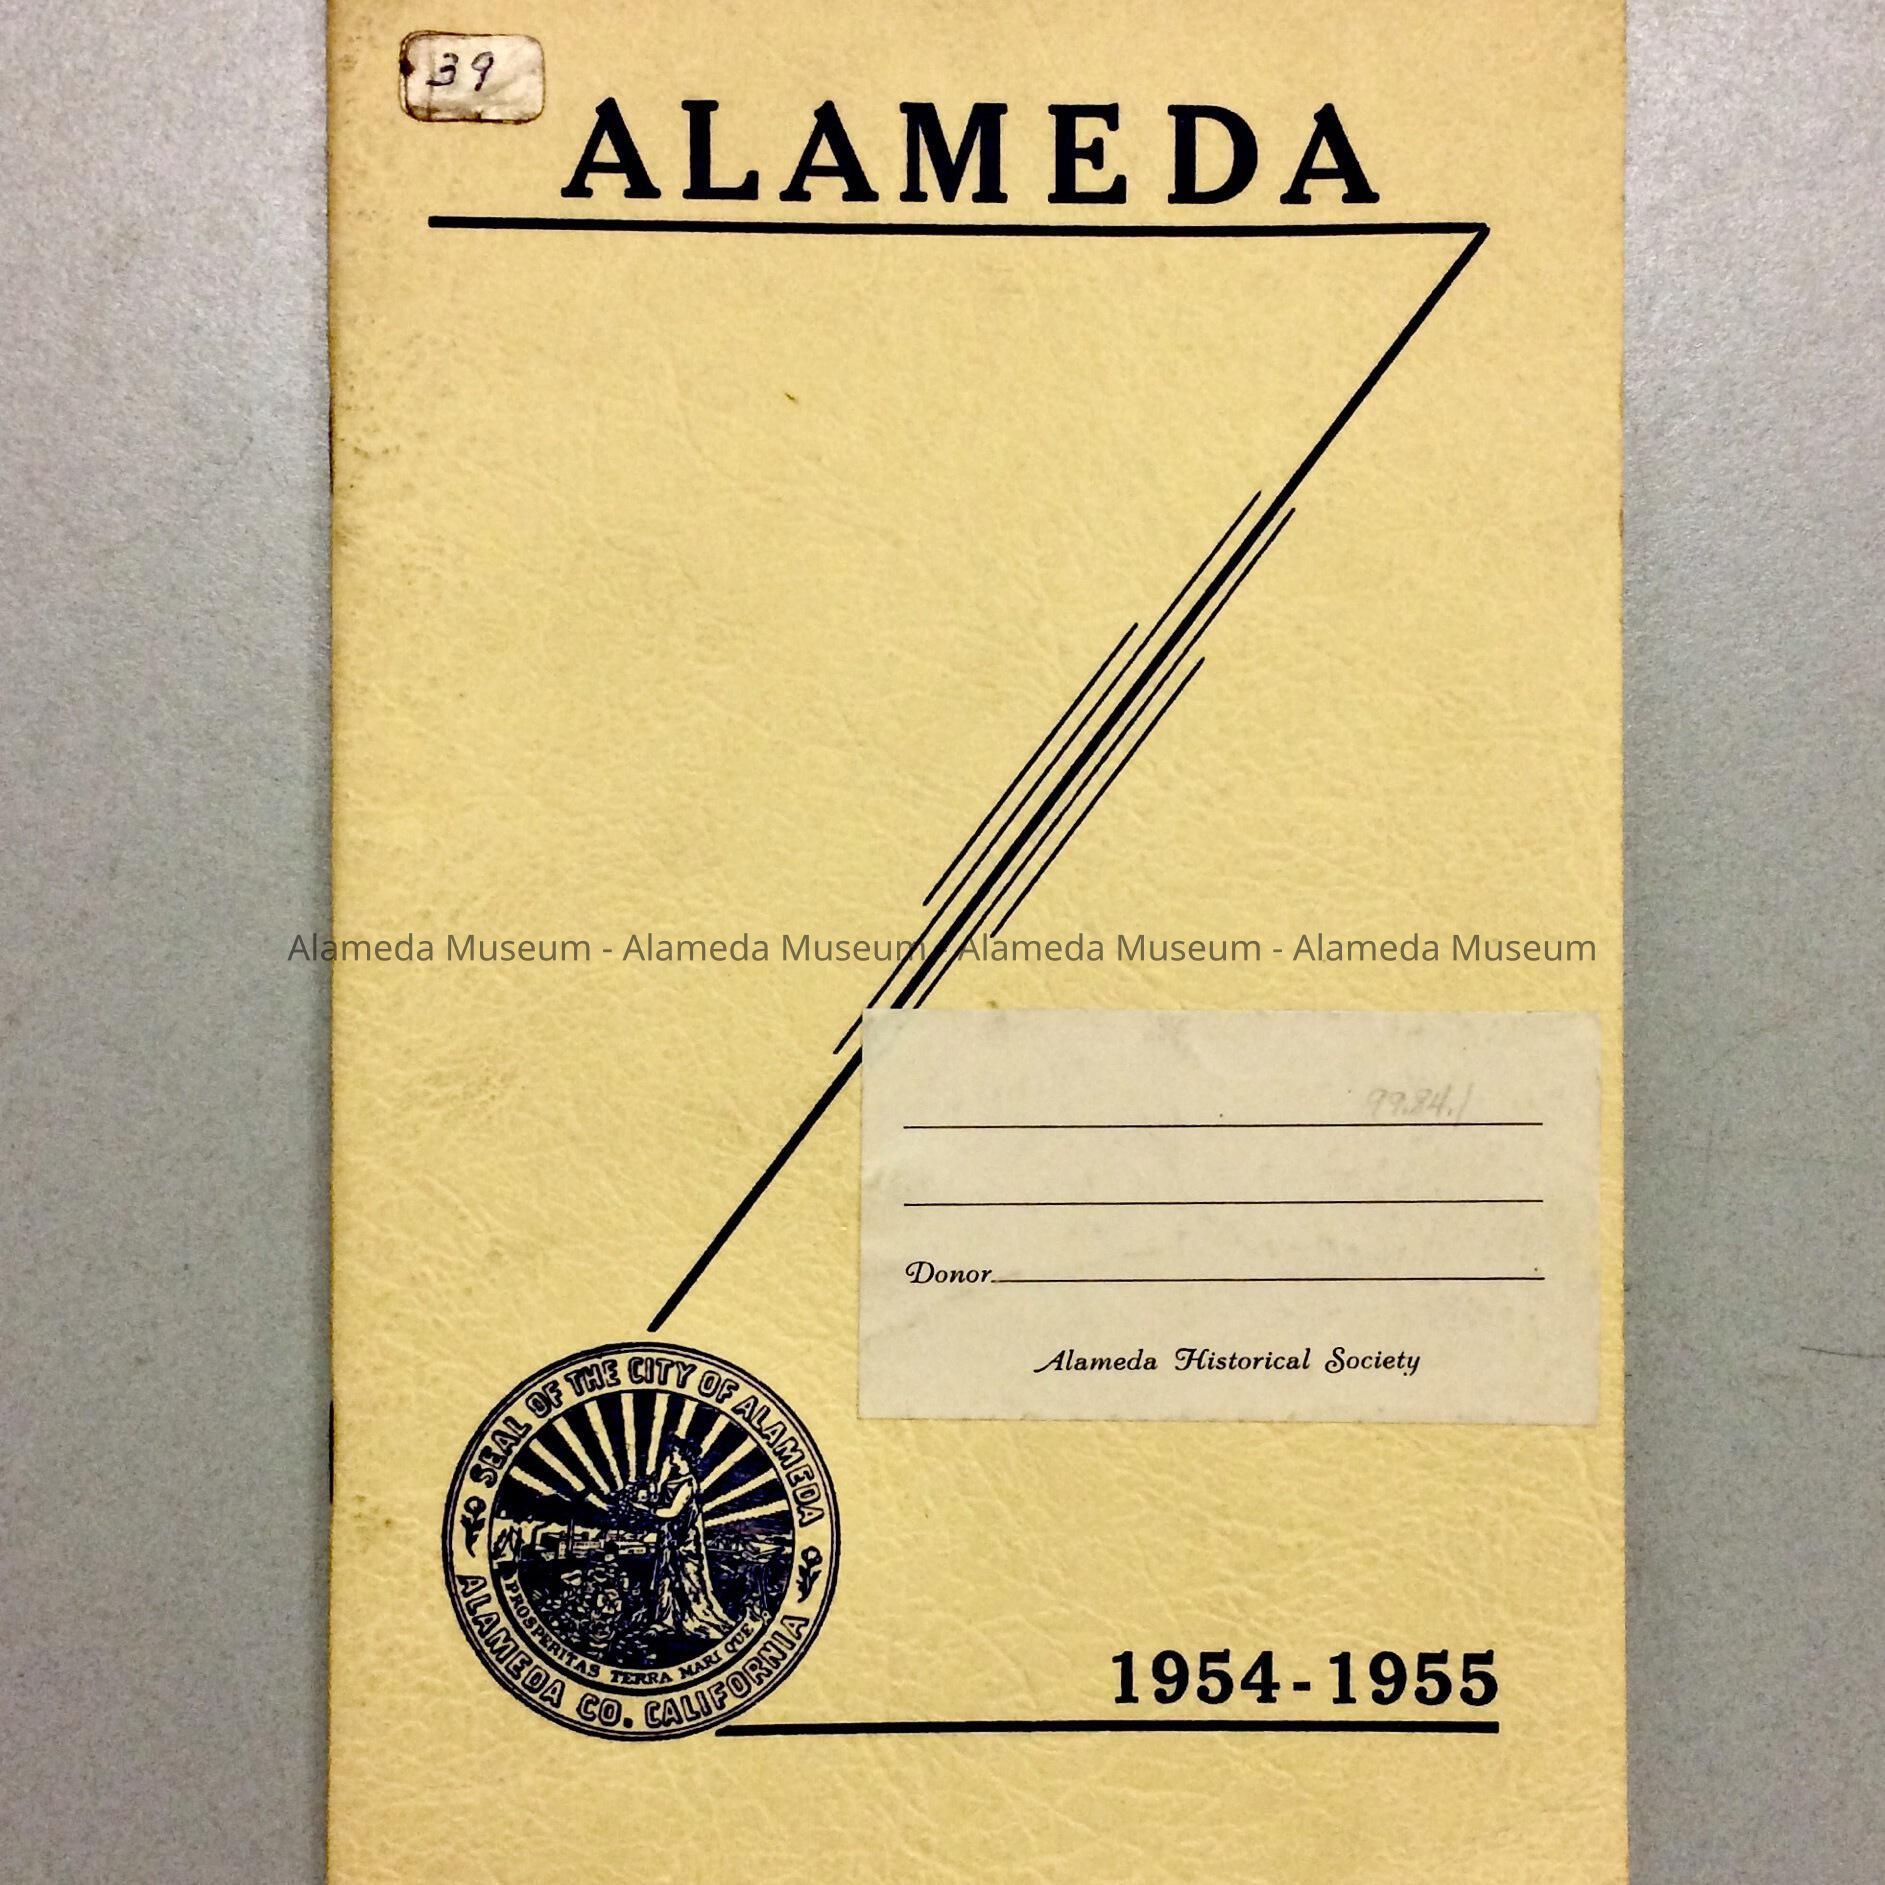 39
ALAMEDA
Alameda Museum - Alameda Museum - Alameda Museum - Alameda Museum
99.84.1
Donor
Alameda Historical Society
SEAL OF THE CITY OF ALAMEDA
PROSPERITAS TERRA MARI QUE
ALAMEDA CO. CALIFORNIA
1954-1955